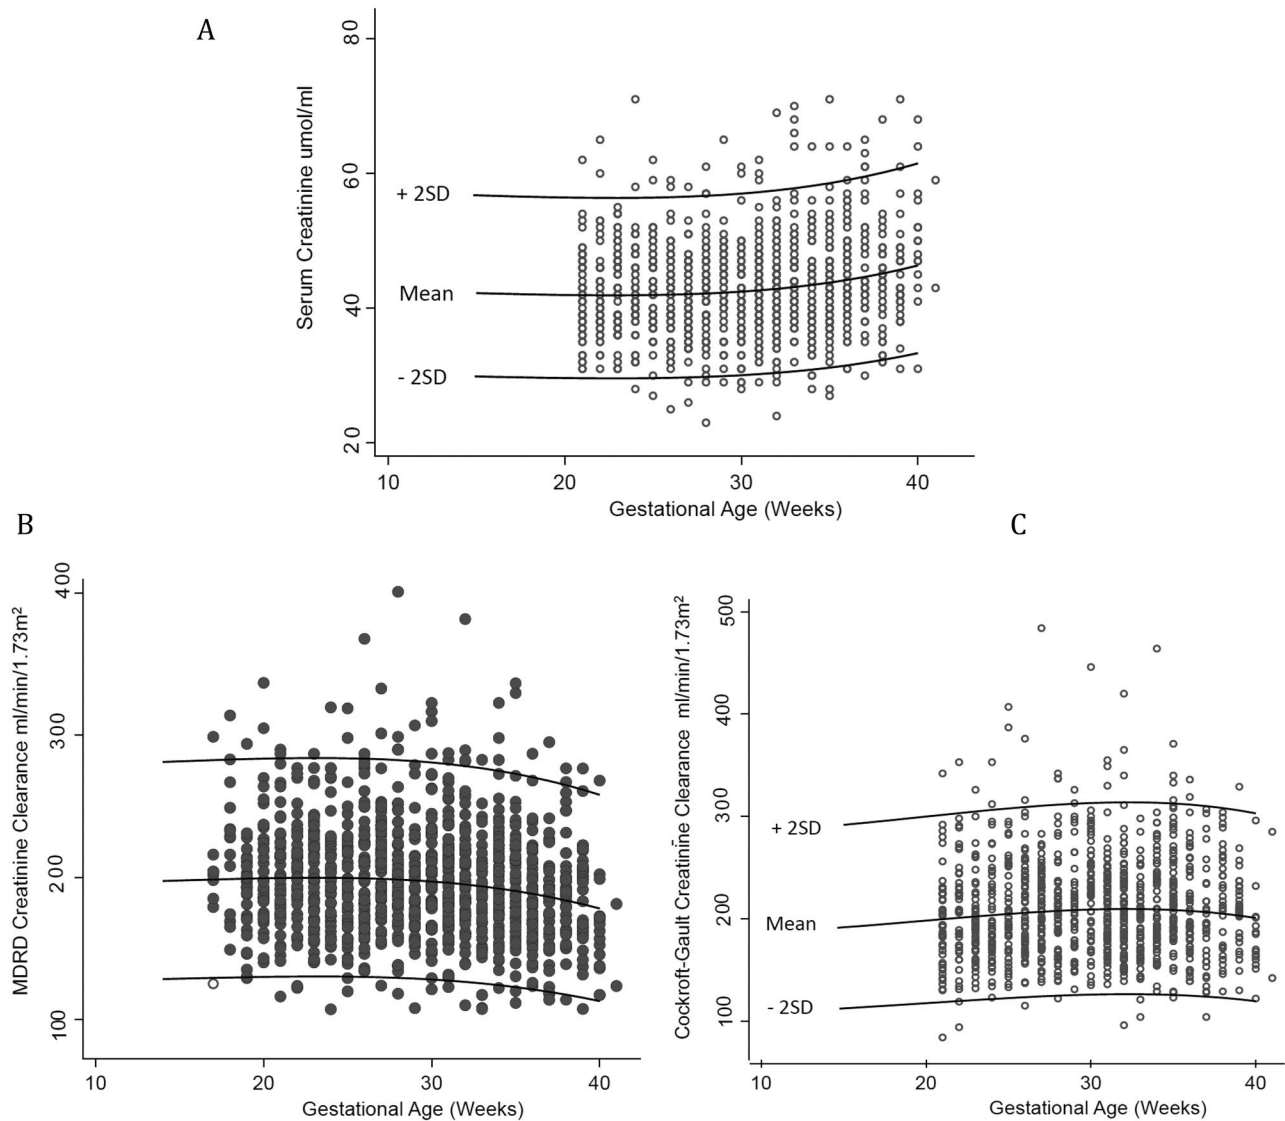 A
Serum Creatinine umol/ml
80
60
40
20
+ 2SD
Mean
- 2SD
10 20 30 40
Gestational Age (Weeks)
B
MDRD Creatinine Clearance ml/min/1.73m²
400
300
200
100
10 20 30 40
Gestational Age (Weeks)
C
Cockroft-Gault Creatinine Clearance ml/min/1.73m²
500
400
300
200
100
+ 2SD
Mean
- 2SD
10 20 30 40
Gestational Age (Weeks)